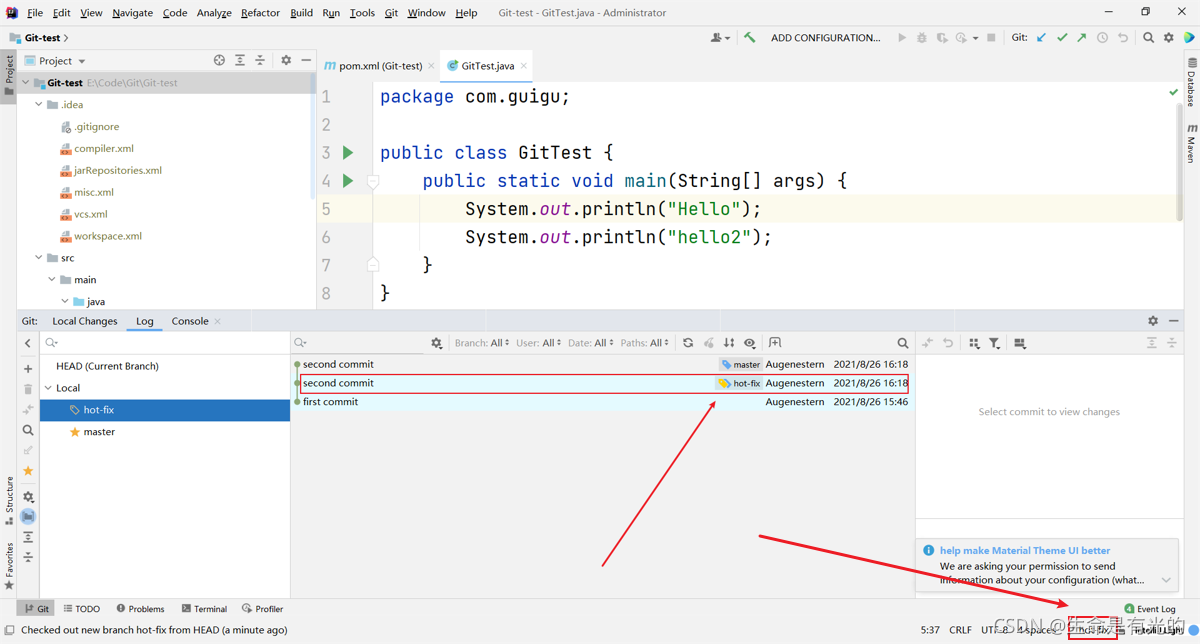 File Edit View Navigate Code Analyze Refactor Build Run Tools Git Window Help Git-test - GitTest.java - Administrator
Git-test ADD CONFIGURATION... Git:
Project
Project
pom.xml (Git-test)
GitTest.java
Git-test E:\Code\Git\Git-test
.idea
.gitignore
compiler.xml
jarRepositories.xml
misc.xml
vcs.xml
workspace.xml
src
main
java
1 package com.guigu;
2
3 public class GitTest {
4 public static void main(String[] args) {
5 System.out.println("Hello");
6 System.out.println("hello2");
7 }
8 }
Database
Maven
Git: Local Changes Log Console
Branch: All User: All Date: All Paths: All
HEAD (Current Branch)
Local
hot-fix
master
second commit master Augenestern 2021/8/26 16:18
second commit hot-fix Augenestern 2021/8/26 16:18
first commit Augenestern 2021/8/26 15:46
Select commit to view changes
Structure
Favorites
help make Material Theme UI better
We are asking your permission to send
information about your configuration (what...
Git TODO Problems Terminal Profiler 4 Event Log
Checked out new branch hot-fix from HEAD (a minute ago) 5:37 CRLF UTF-8 4 spaces hot-fix
CSDN @生命是有光的